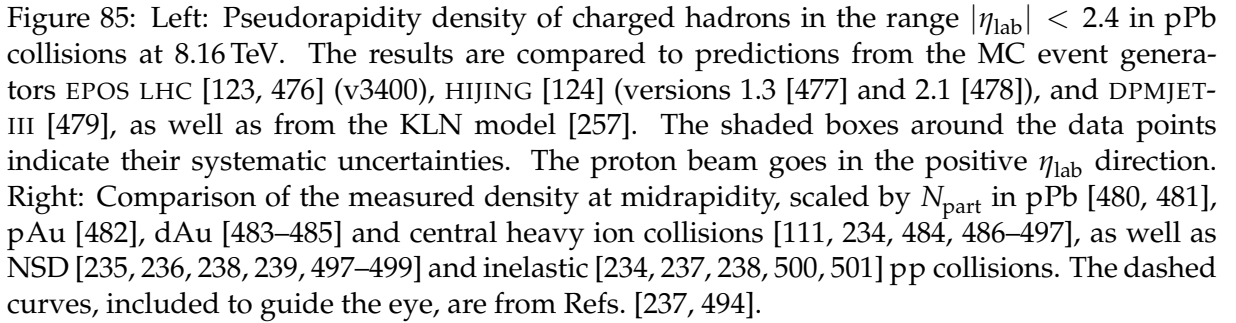 Figure 85: Left: Pseudorapidity density of charged hadrons in the range |η_lab| < 2.4 in pPb
collisions at 8.16 TeV. The results are compared to predictions from the MC event genera-
tors EPOS LHC [123, 476] (v3400), HIJING [124] (versions 1.3 [477] and 2.1 [478]), and DPMJET-
III [479], as well as from the KLN model [257]. The shaded boxes around the data points
indicate their systematic uncertainties. The proton beam goes in the positive η_lab direction.
Right: Comparison of the measured density at midrapidity, scaled by N_part in pPb [480, 481],
pAu [482], dAu [483–485] and central heavy ion collisions [111, 234, 484, 486–497], as well as
NSD [235, 236, 238, 239, 497–499] and inelastic [234, 237, 238, 500, 501] pp collisions. The dashed
curves, included to guide the eye, are from Refs. [237, 494].